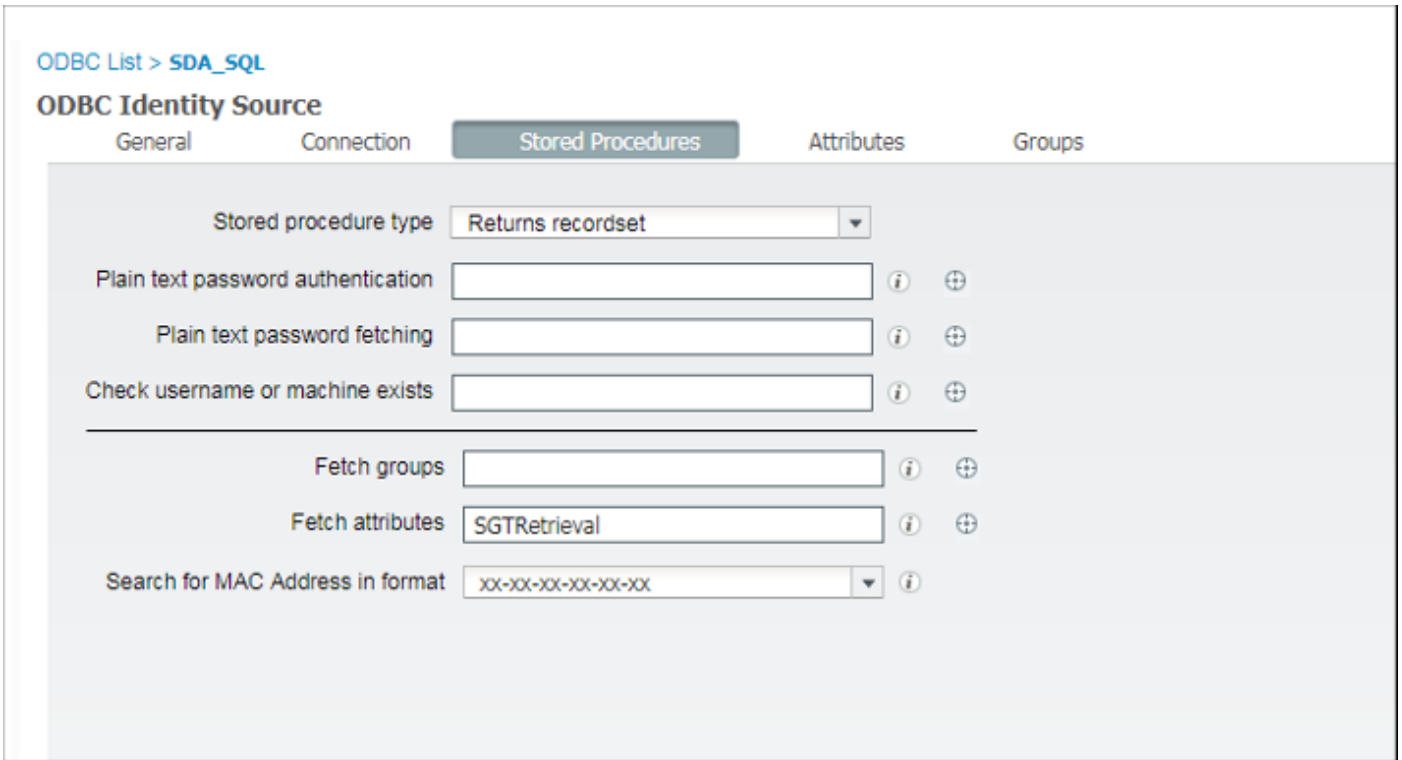 ODBC List > SDA_SQL
ODBC Identity Source
General Connection Stored Procedures Attributes Groups
Stored procedure type Returns recordset
Plain text password authentication
Plain text password fetching
Check username or machine exists
Fetch groups
Fetch attributes SGTRetrieval
Search for MAC Address in format xx-xx-xx-xx-xx-xx